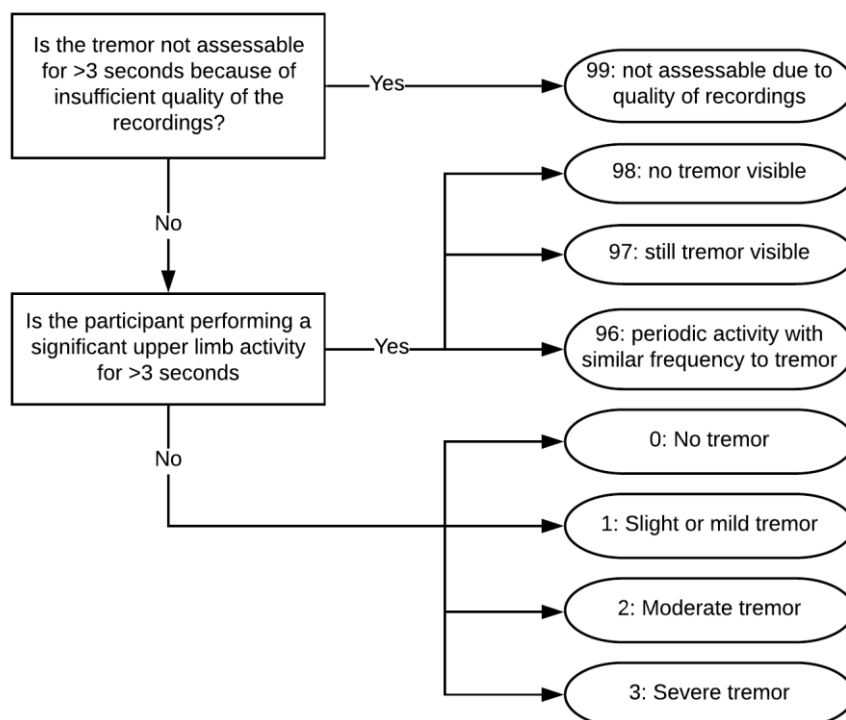 Is the tremor not assessable
for >3 seconds because of
insufficient quality of the
recordings?
Yes
99: not assessable due to
quality of recordings
No
98: no tremor visible
97: still tremor visible
Is the participant performing a
significant upper limb activity
for >3 seconds
Yes
96: periodic activity with
similar frequency to tremor
No
0: No tremor
1: Slight or mild tremor
2: Moderate tremor
3: Severe tremor